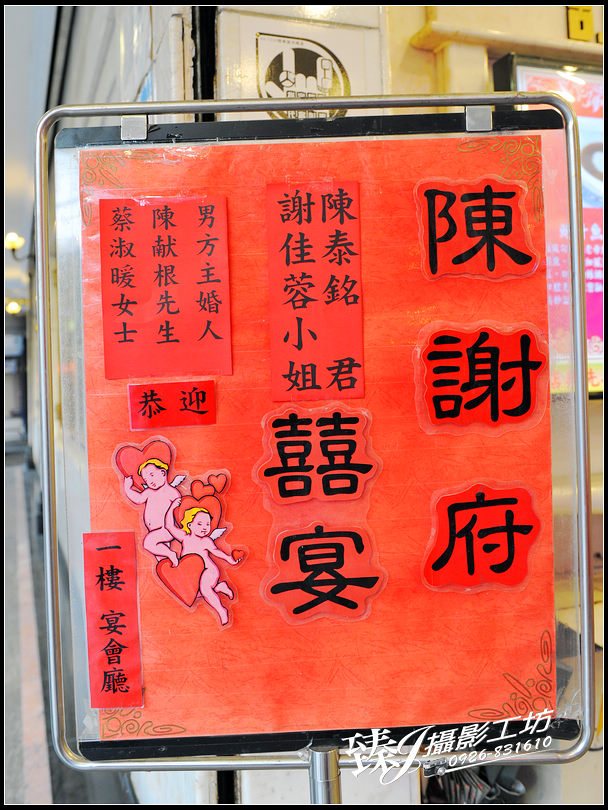 陳謝府
陳泰銘 君
謝佳蓉小姐
囍宴
男方主婚人
陳献根先生
蔡淑暖女士
恭迎
一樓 宴會廳
臻J攝影工坊
0926-831610